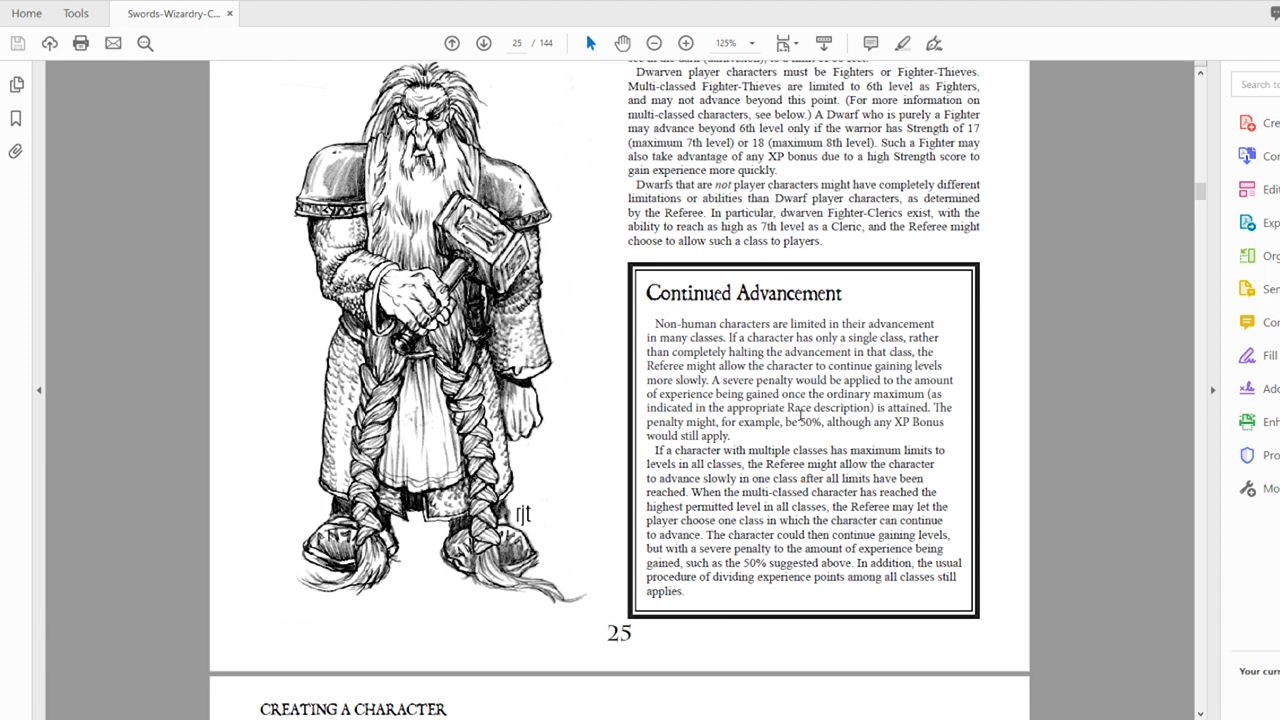 Home
Tools
Swords-Wizardry-C...
25 / 144
125%
Dwarven player characters must be Fighters or Fighter-Thieves.
Multi-classed Fighter-Thieves are limited to 6th level as Fighters,
and may not advance beyond this point. (For more information on
multi-classed characters, see below.) A Dwarf who is purely a Fighter
may advance beyond 6th level only if the warrior has Strength of 17
(maximum 7th level) or 18 (maximum 8th level). Such a Fighter may
also take advantage of any XP bonus due to a high Strength score to
gain experience more quickly.
Dwarfs that are not player characters might have completely different
limitations or abilities than Dwarf player characters, as determined
by the Referee. In particular, dwarven Fighter-Clerics exist, with the
ability to reach as high as 7th level as a Cleric, and the Referee might
choose to allow such a class to players.
Continued Advancement
Non-human characters are limited in their advancement
in many classes. If a character has only a single class, rather
than completely halting the advancement in that class, the
Referee might allow the character to continue gaining levels
more slowly. A severe penalty would be applied to the amount
of experience being gained once the ordinary maximum (as
indicated in the appropriate Race description) is attained. The
penalty might, for example, be 50%, although any XP Bonus
would still apply.
If a character with multiple classes has maximum limits to
levels in all classes, the Referee might allow the character
to advance slowly in one class after all limits have been
reached. When the multi-classed character has reached the
highest permitted level in all classes, the Referee may let the
player choose one class in which the character can continue
to advance. The character could then continue gaining levels,
but with a severe penalty to the amount of experience being
gained, such as the 50% suggested above. In addition, the usual
procedure of dividing experience points among all classes still
applies.
rjt
25
CREATING A CHARACTER
Search to
Cre
Cor
Edi
Exp
Org
Sen
Cor
Fill
Add
Enh
Pro
Mo
Your curr